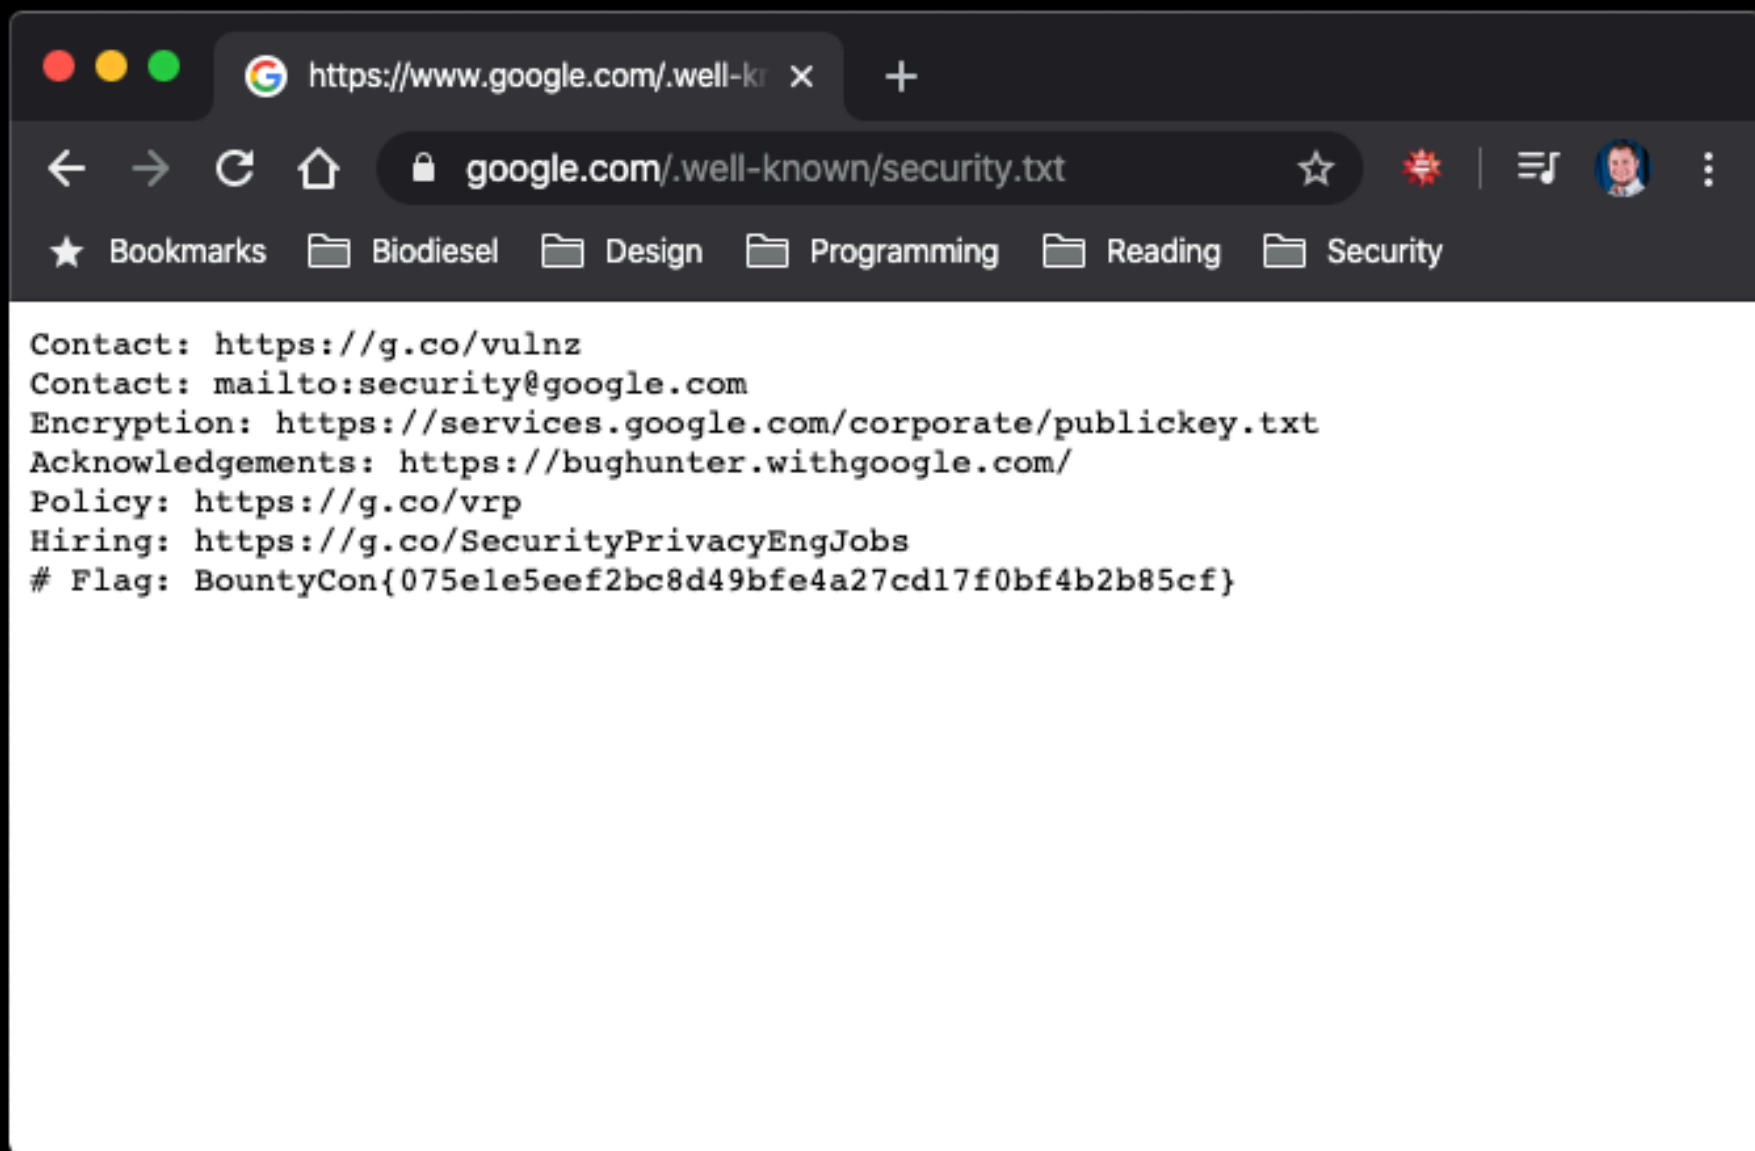 https://www.google.com/.well-kn
google.com/.well-known/security.txt
Bookmarks Biodiesel Design Programming Reading Security
Contact: https://g.co/vulnz
Contact: mailto:security@google.com
Encryption: https://services.google.com/corporate/publickey.txt
Acknowledgements: https://bughunter.withgoogle.com/
Policy: https://g.co/vrp
Hiring: https://g.co/SecurityPrivacyEngJobs
# Flag: BountyCon{075e1e5eef2bc8d49bfe4a27cd17f0bf4b2b85cf}